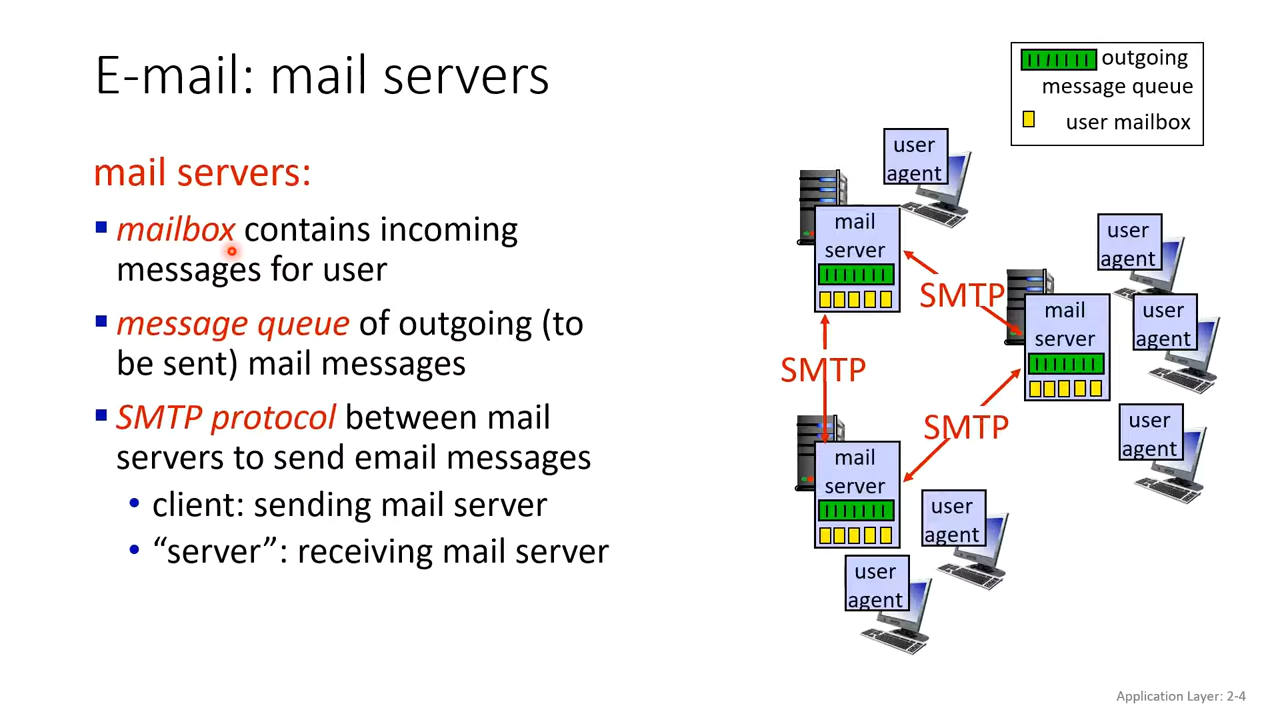 E-mail: mail servers
mail servers:
mailbox contains incoming
messages for user
message queue of outgoing (to
be sent) mail messages
SMTP protocol between mail
servers to send email messages
• client: sending mail server
• “server”: receiving mail server
outgoing
message queue
user mailbox
user
agent
mail
server
SMTP
user
agent
mail
server
user
agent
SMTP
SMTP
user
agent
mail
server
user
agent
user
agent
Application Layer: 2-4